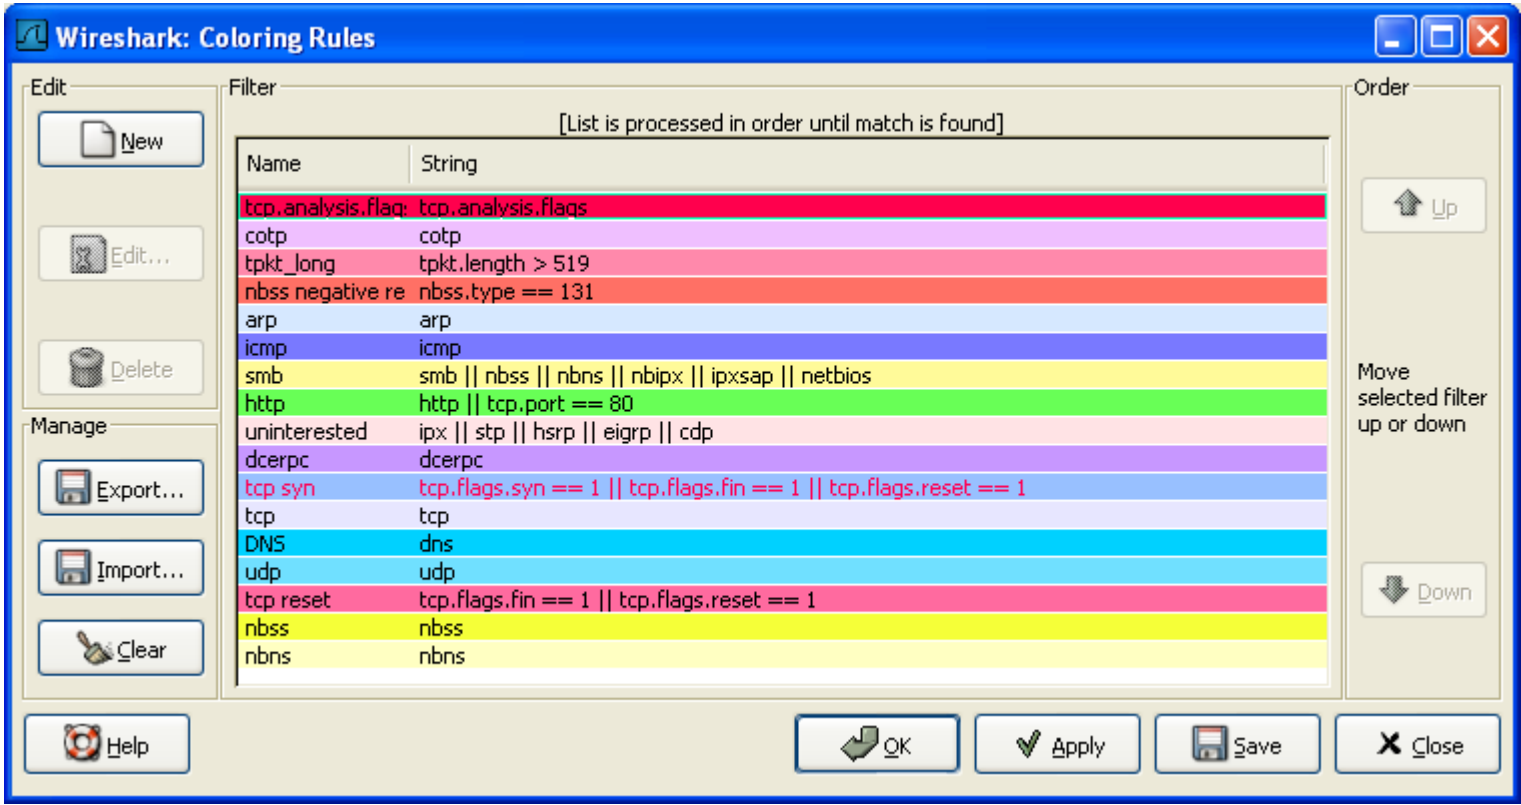 Wireshark: Coloring Rules
Edit
New
Edit...
Delete
Manage
Export...
Import...
Clear
Filter
[List is processed in order until match is found]
Name String
tcp.analysis.flag: tcp.analysis.flags
cotp cotp
tpkt_long tpkt.length > 519
nbss negative re nbss.type == 131
arp arp
icmp icmp
smb smb || nbss || nbns || nbipx || ipxsap || netbios
http http || tcp.port == 80
uninterested ipx || stp || hsrp || eigrp || cdp
dcerpc dcerpc
tcp syn tcp.flags.syn == 1 || tcp.flags.fin == 1 || tcp.flags.reset == 1
tcp tcp
DNS dns
udp udp
tcp reset tcp.flags.fin == 1 || tcp.flags.reset == 1
nbss nbss
nbns nbns
Order
Up
Move
selected filter
up or down
Down
Help
OK
Apply
Save
Close